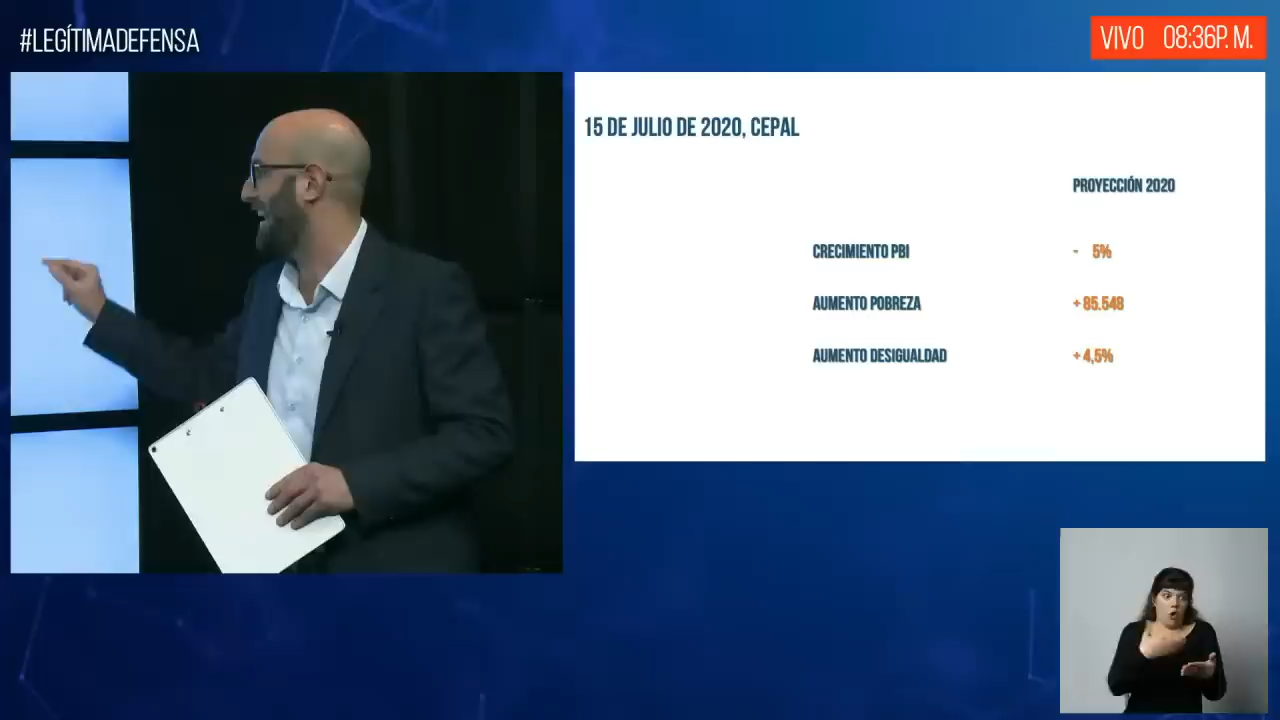 #LEGÍTIMADEFENSA
VIVO 08:36P. M.
15 DE JULIO DE 2020, CEPAL
PROYECCIÓN 2020
CRECIMIENTO PBI - 5%
AUMENTO POBREZA +85.548
AUMENTO DESIGUALDAD +4,5%